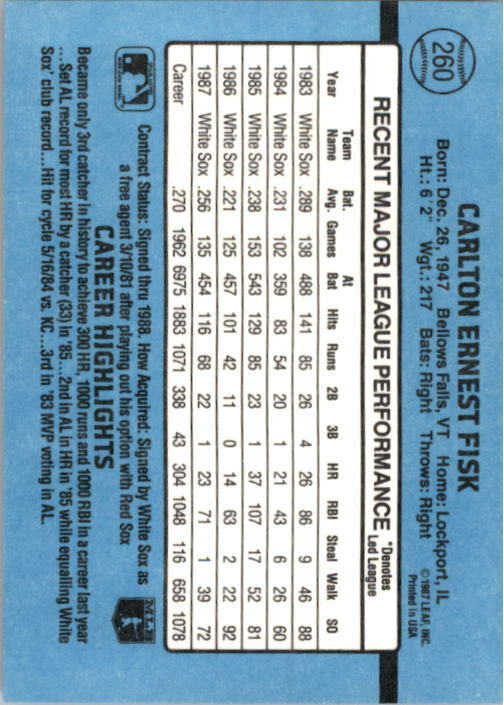 260
CARLTON ERNEST FISK
©1987 LEAF, INC.
Printed in USA
Born: Dec. 26, 1947 Bellows Falls, VT Home: Lockport, IL
Ht.: 6' 2" Wgt.: 217 Bats: Right Throws: Right
RECENT MAJOR LEAGUE PERFORMANCE *Denotes Led League
Year Team Name Bat. Avg. Games At Bat Hits Runs 2B 3B HR RBI Steal Walk SO
1983 White Sox .289 138 488 141 85 26 4 26 86 9 46 88
1984 White Sox .231 102 359 83 54 20 1 21 43 6 26 60
1985 White Sox .238 153 543 129 85 23 1 37 107 17 52 81
1986 White Sox .221 125 457 101 42 11 0 14 63 2 22 92
1987 White Sox .256 135 454 116 68 22 1 23 71 1 39 72
Career .270 1962 6975 1883 1071 338 43 304 1048 116 658 1078
Contract Status: Signed thru 1988. How Acquired: Signed by White Sox as
a free agent 3/10/81 after playing out his option with Red Sox
MLB
CAREER HIGHLIGHTS
Became only 3rd catcher in history to achieve 300 HR, 1000 runs and 1000 RBI in a career last year
...Set AL record for most HR by a catcher (33) in '85...2nd in AL in HR in '85 while equalling White
Sox' club record...Hit for cycle 5/16/84 vs. KC...3rd in '83 MVP voting in AL.